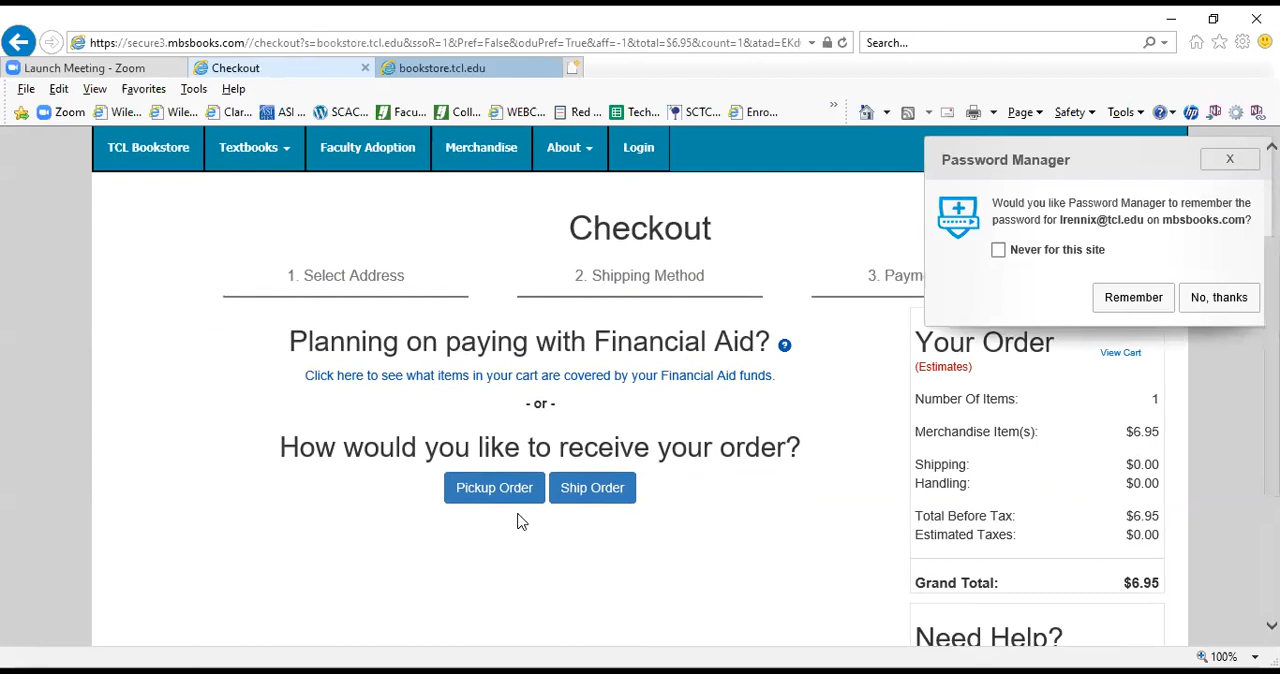 https://secure3.mbsbooks.com//checkout?s=bookstore.tcl.edu&ssoR=1&Pref=False&oduPref=True&aff=-1&total=$6.95&count=1&atad=EKd
Search...
Launch Meeting - Zoom
Checkout
bookstore.tcl.edu
File Edit View Favorites Tools Help
Zoom Wile... Wile... Clar... ASI ... SCAC... Facu... Coll... WEBC... Red ... Tech... SCTC... Enro...
Page Safety Tools
TCL Bookstore Textbooks Faculty Adoption Merchandise About Login
Password Manager
X
Would you like Password Manager to remember the
password for lrennix@tcl.edu on mbsbooks.com?
Never for this site
Remember No, thanks
Checkout
1. Select Address 2. Shipping Method 3. Paym
Planning on paying with Financial Aid? ?
Click here to see what items in your cart are covered by your Financial Aid funds.
- or -
How would you like to receive your order?
Pickup Order Ship Order
Your Order View Cart
(Estimates)
Number Of Items: 1
Merchandise Item(s): $6.95
Shipping: $0.00
Handling: $0.00
Total Before Tax: $6.95
Estimated Taxes: $0.00
Grand Total: $6.95
Need Help?
100%